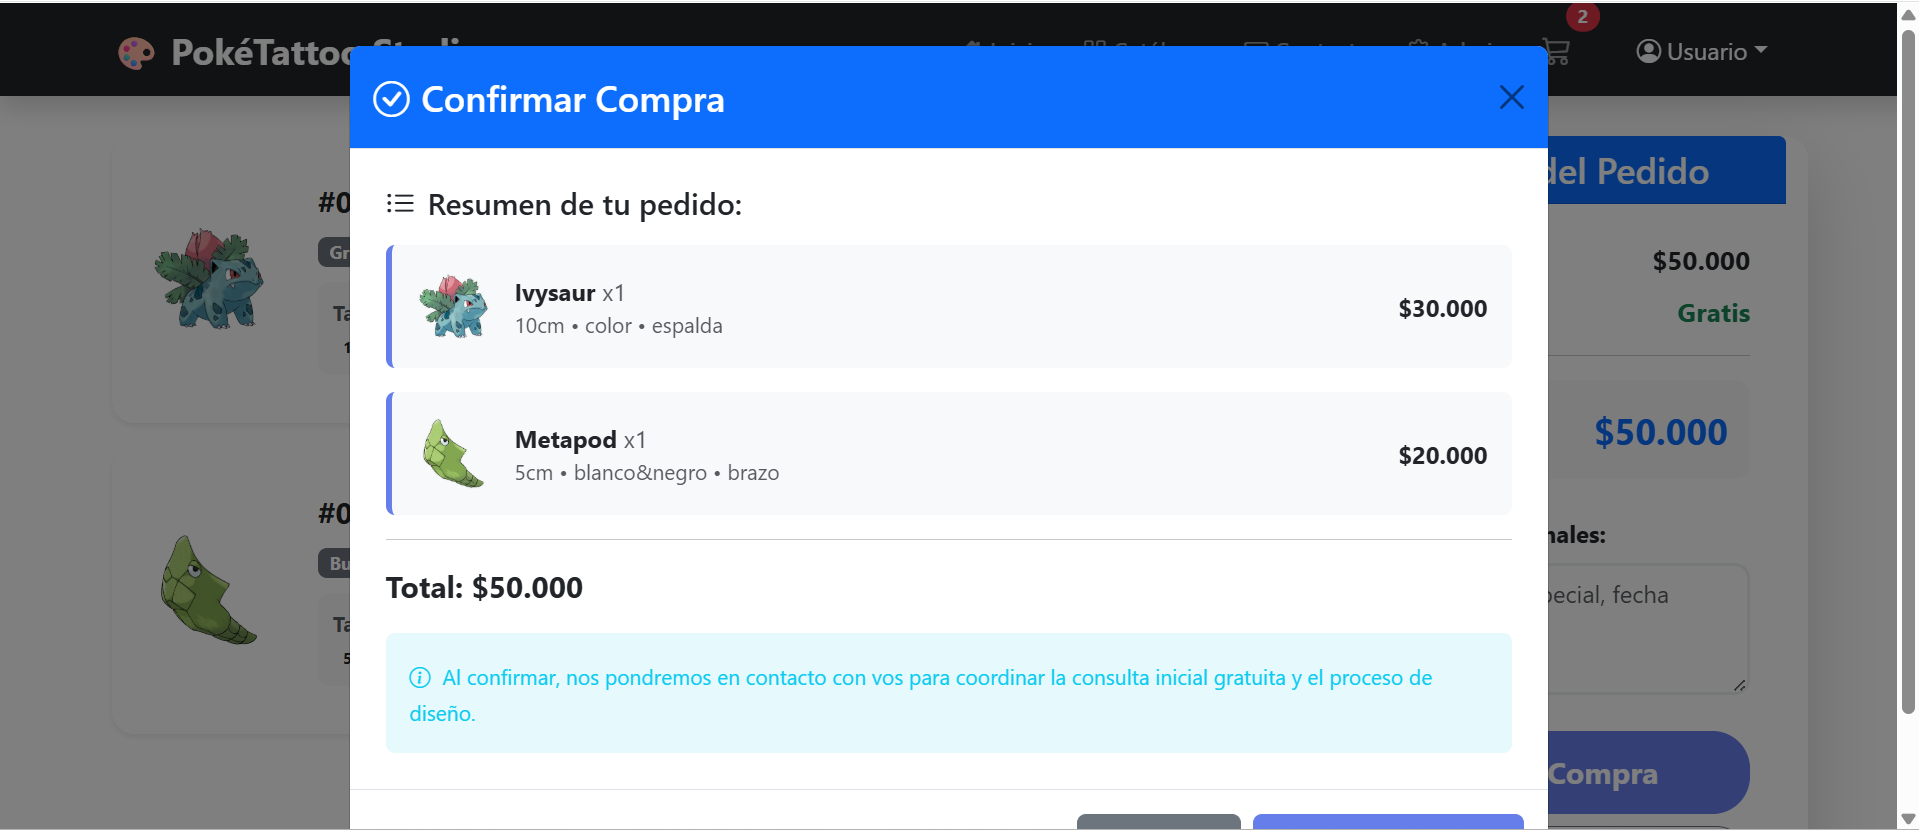 PokéTattoo Studi
2
Usuario
Confirmar Compra
del Pedido
Resumen de tu pedido:
#0
Gr
Ta
1
Ivysaur x1
10cm • color • espalda
$30.000
$50.000
Gratis
Metapod x1
5cm • blanco&negro • brazo
$20.000
$50.000
#0
Bu
Ta
5
nales:
pecial, fecha
Total: $50.000
Al confirmar, nos pondremos en contacto con vos para coordinar la consulta inicial gratuita y el proceso de
diseño.
Compra